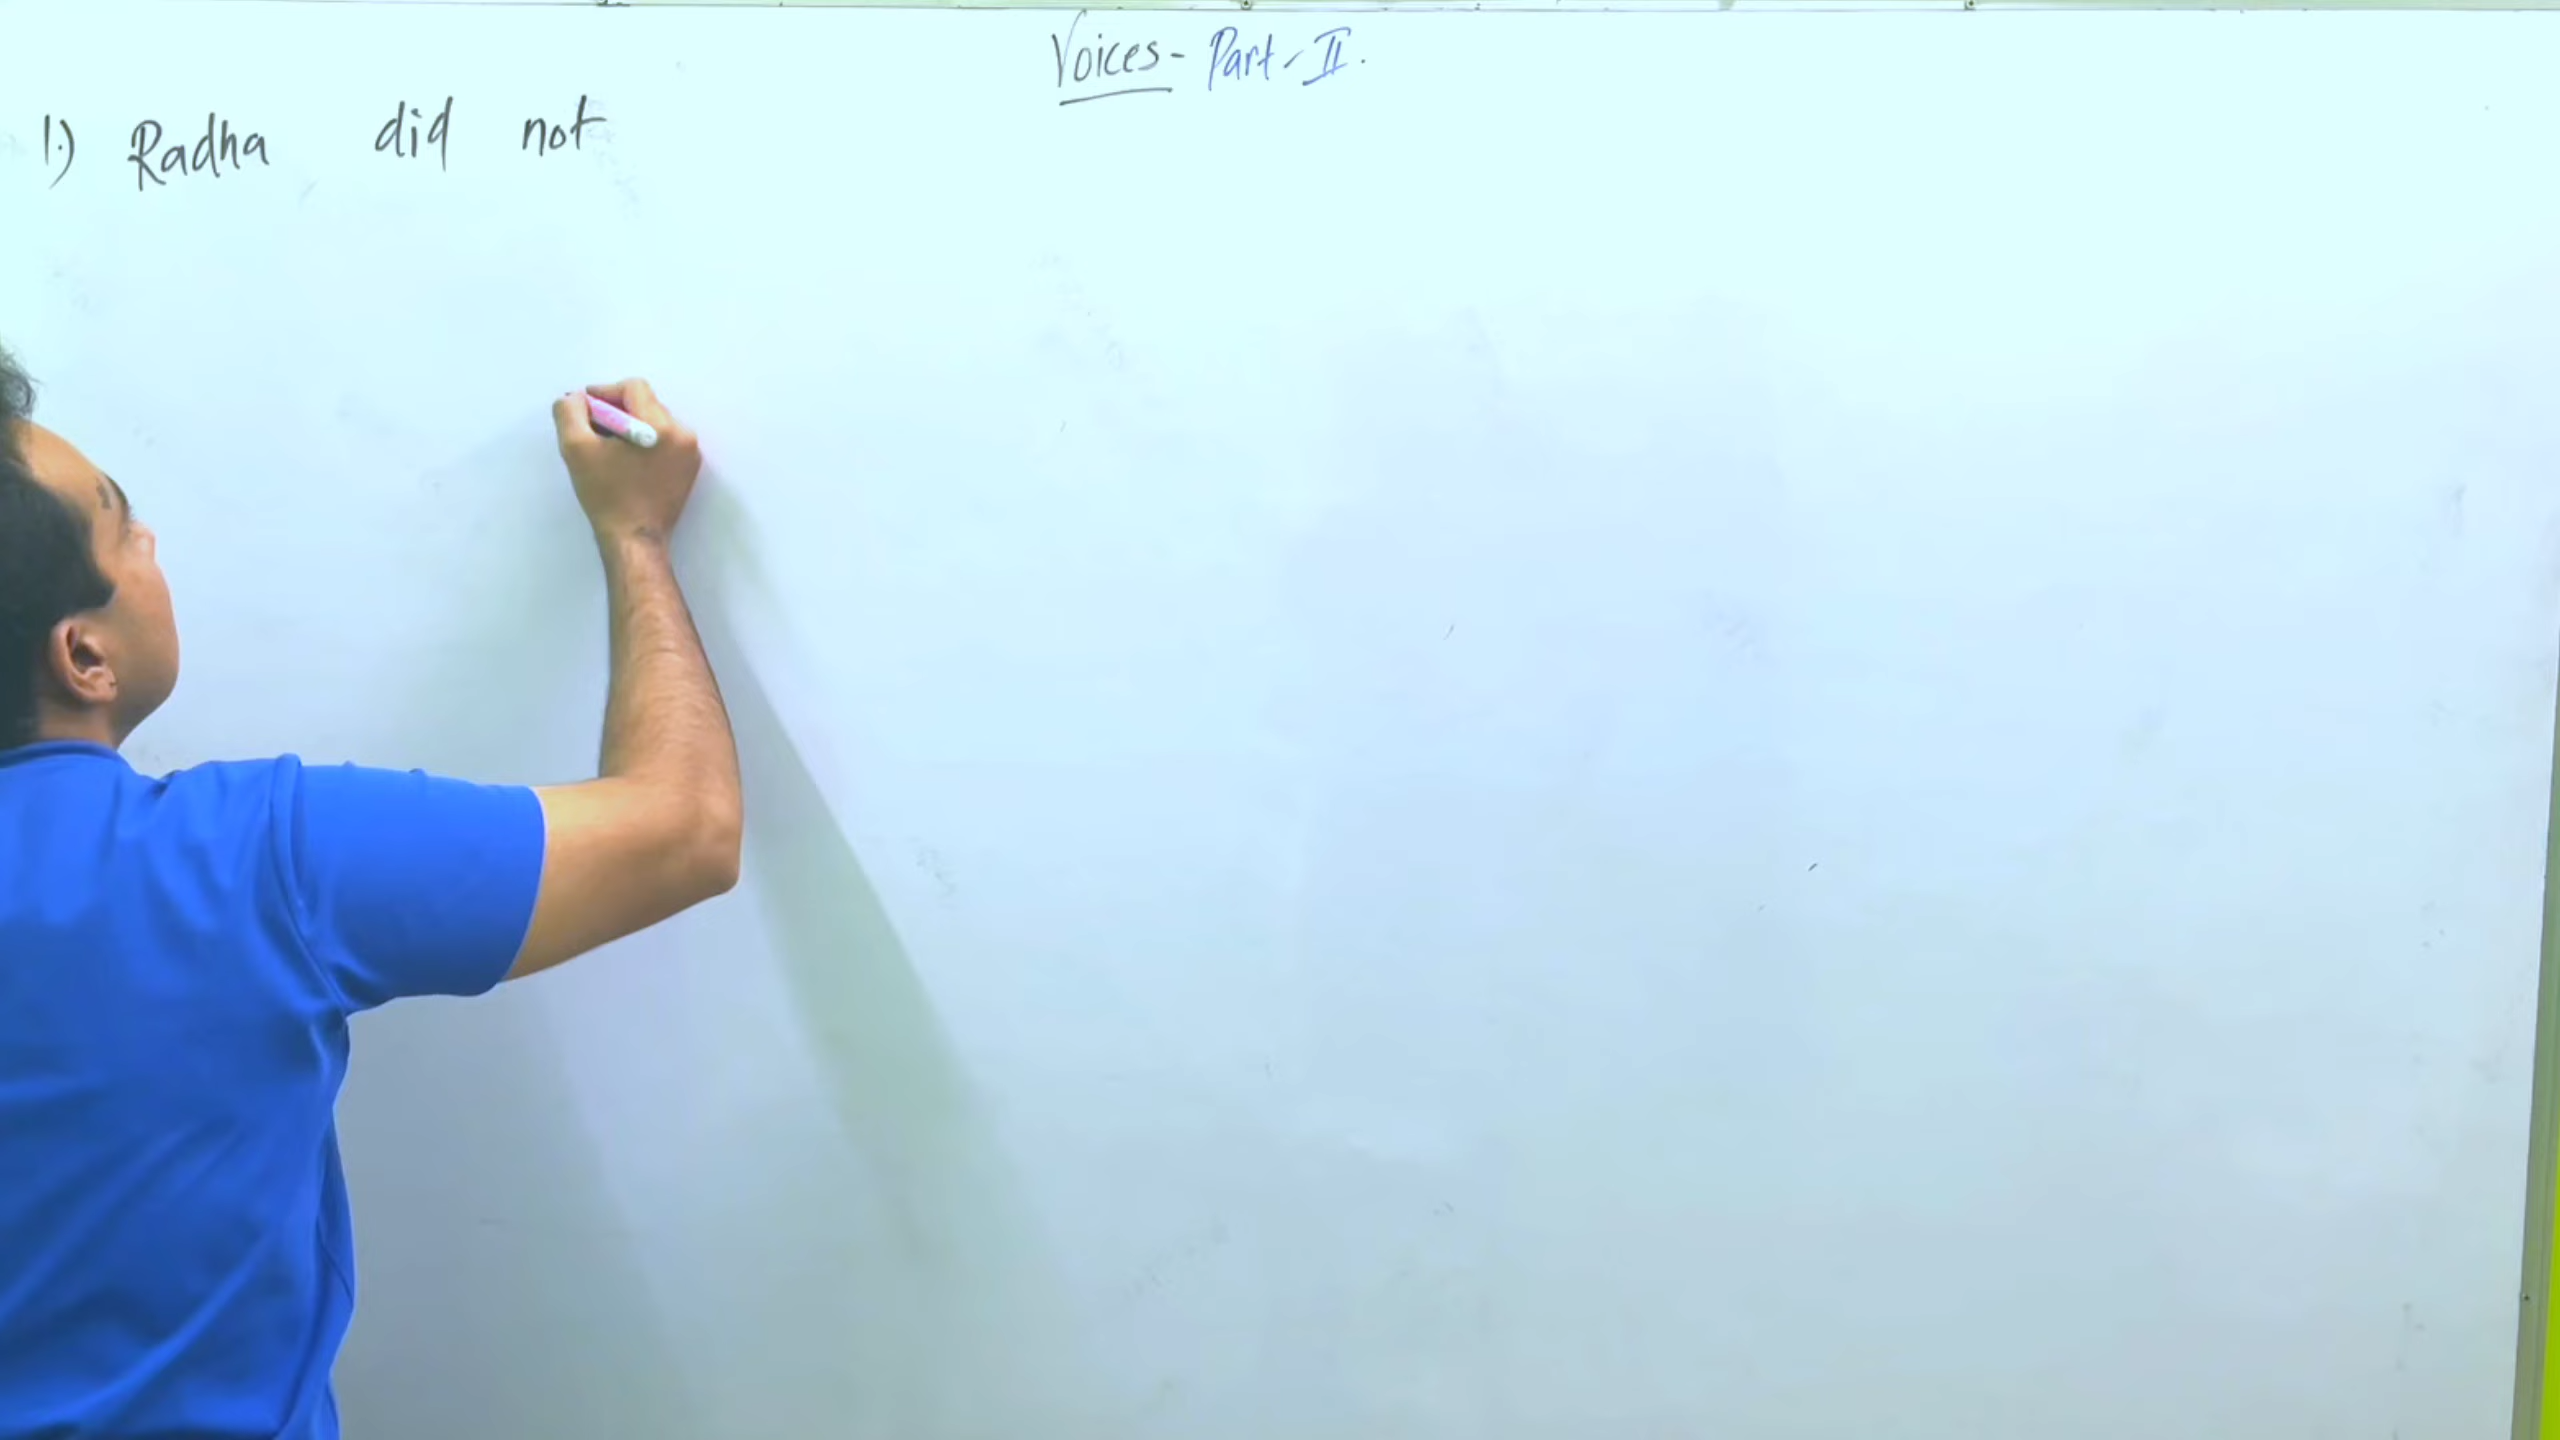 Voices - Part - II.
1.) Radha did not